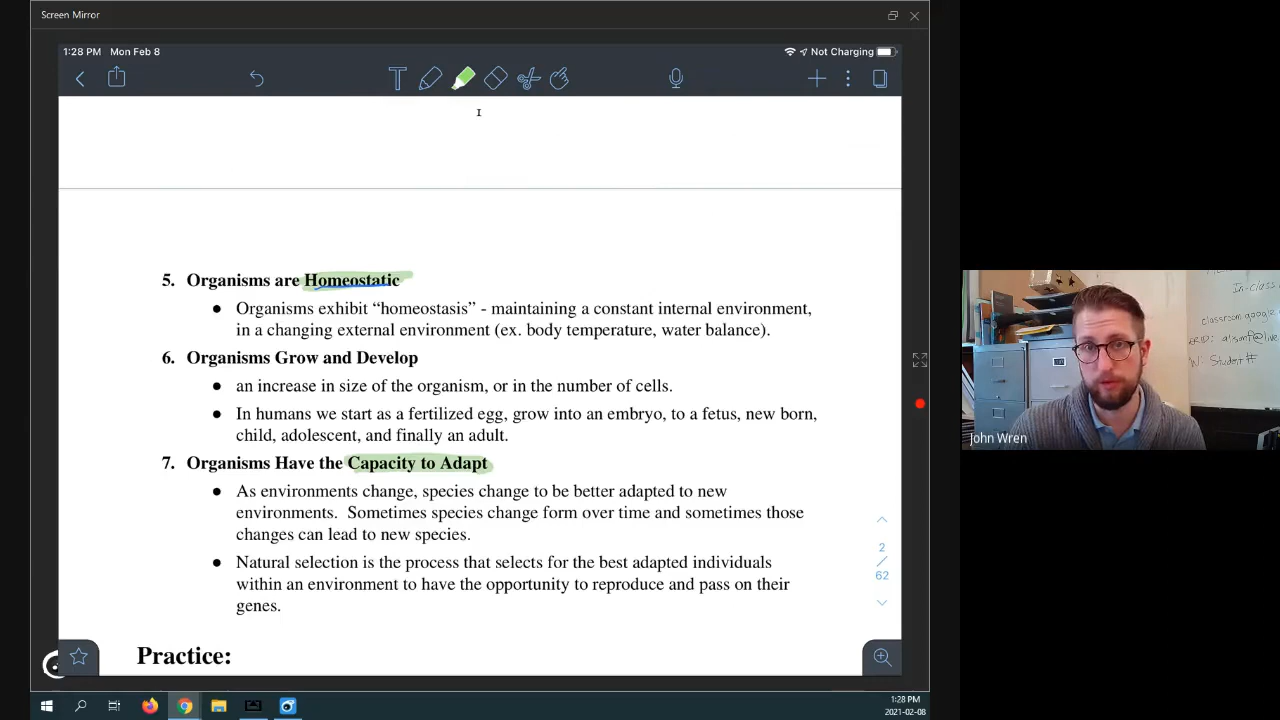 Screen Mirror
1:28 PM Mon Feb 8
Not Charging
5. Organisms are Homeostatic
● Organisms exhibit “homeostasis” - maintaining a constant internal environment,
in a changing external environment (ex. body temperature, water balance).
6. Organisms Grow and Develop
● an increase in size of the organism, or in the number of cells.
● In humans we start as a fertilized egg, grow into an embryo, to a fetus, new born,
child, adolescent, and finally an adult.
7. Organisms Have the Capacity to Adapt
● As environments change, species change to be better adapted to new
environments. Sometimes species change form over time and sometimes those
changes can lead to new species.
● Natural selection is the process that selects for the best adapted individuals
within an environment to have the opportunity to reproduce and pass on their
genes.
Practice:
2
/
62
In-class
classroom google
W- Student #
John Wren
1:28 PM
2021-02-08